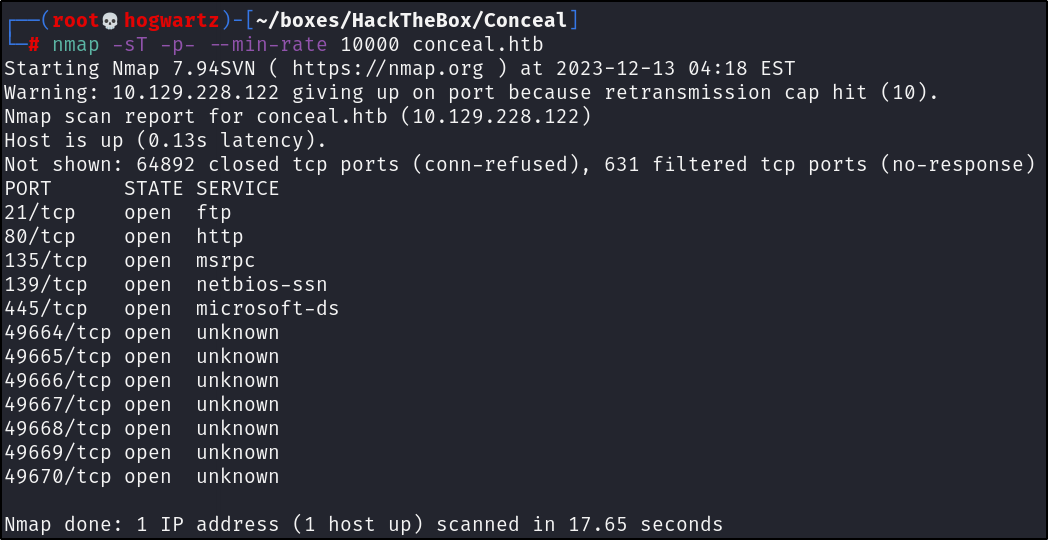 ┌──(root💀hogwartz)-[~/boxes/HackTheBox/Conceal]
└─# nmap -sT -p- --min-rate 10000 conceal.htb
Starting Nmap 7.94SVN ( https://nmap.org ) at 2023-12-13 04:18 EST
Warning: 10.129.228.122 giving up on port because retransmission cap hit (10).
Nmap scan report for conceal.htb (10.129.228.122)
Host is up (0.13s latency).
Not shown: 64892 closed tcp ports (conn-refused), 631 filtered tcp ports (no-response)
PORT      STATE SERVICE
21/tcp    open  ftp
80/tcp    open  http
135/tcp   open  msrpc
139/tcp   open  netbios-ssn
445/tcp   open  microsoft-ds
49664/tcp open  unknown
49665/tcp open  unknown
49666/tcp open  unknown
49667/tcp open  unknown
49668/tcp open  unknown
49669/tcp open  unknown
49670/tcp open  unknown
Nmap done: 1 IP address (1 host up) scanned in 17.65 seconds